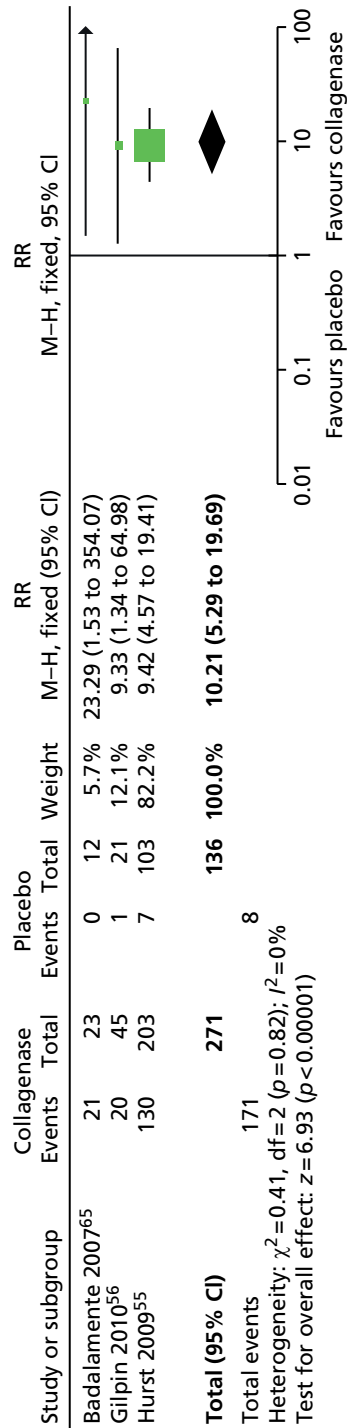 Collagenase Placebo RR RR
Study or subgroup Events Total Events Total Weight M–H, fixed (95% CI) M–H, fixed, 95% CI
Badalamente 2007⁶⁵ 21 23 0 12 5.7% 23.29 (1.53 to 354.07)
Gilpin 2010⁵⁶ 20 45 1 21 12.1% 9.33 (1.34 to 64.98)
Hurst 2009⁵⁵ 130 203 7 103 82.2% 9.42 (4.57 to 19.41)
Total (95% CI) 271 136 100.0% 10.21 (5.29 to 19.69)
Total events 171 8
Heterogeneity: χ²=0.41, df=2 (p=0.82); I²=0%
Test for overall effect: z=6.93 (p<0.00001)
0.01 0.1 1 10 100
Favours placebo Favours collagenase